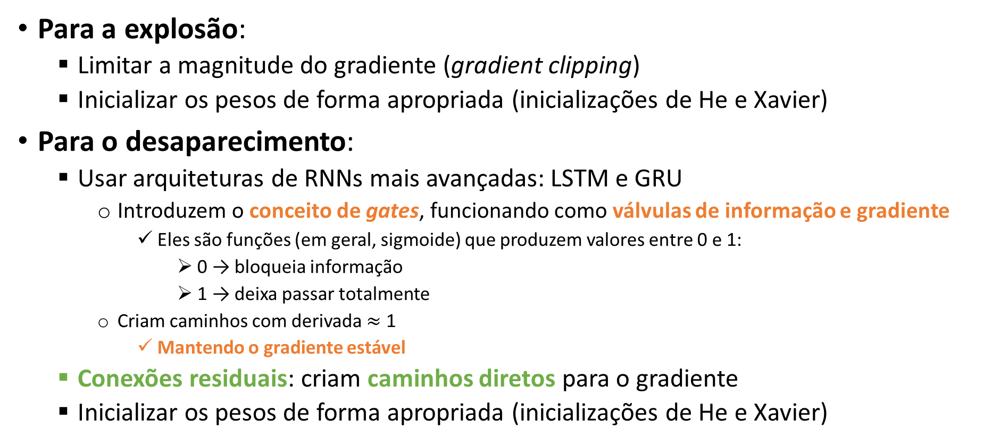 • Para a explosão:
▪ Limitar a magnitude do gradiente (gradient clipping)
▪ Inicializar os pesos de forma apropriada (inicializações de He e Xavier)
• Para o desaparecimento:
▪ Usar arquiteturas de RNNs mais avançadas: LSTM e GRU
o Introduzem o conceito de gates, funcionando como válvulas de informação e gradiente
✓ Eles são funções (em geral, sigmoide) que produzem valores entre 0 e 1:
➢ 0 → bloqueia informação
➢ 1 → deixa passar totalmente
o Criam caminhos com derivada ≈ 1
✓ Mantendo o gradiente estável
▪ Conexões residuais: criam caminhos diretos para o gradiente
▪ Inicializar os pesos de forma apropriada (inicializações de He e Xavier)